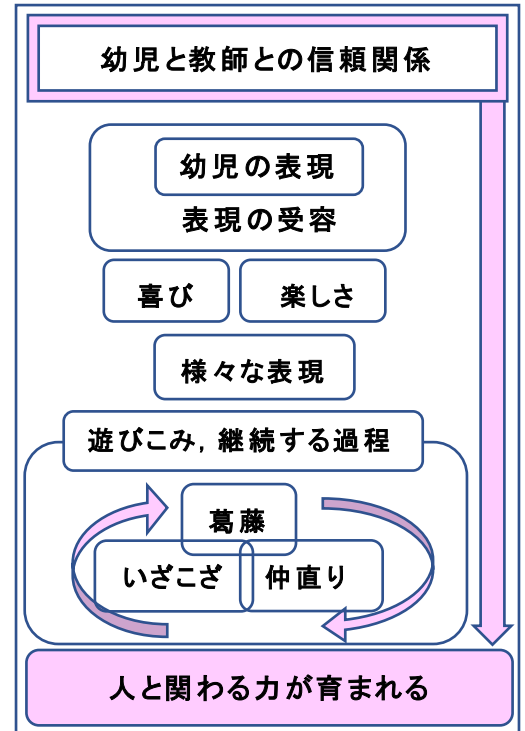 幼児と教師との信頼関係
幼児の表現
表現の受容
喜び
楽しさ
様々な表現
遊びこみ，継続する過程
葛藤
いざこざ
仲直り
人と関わる力が育まれる